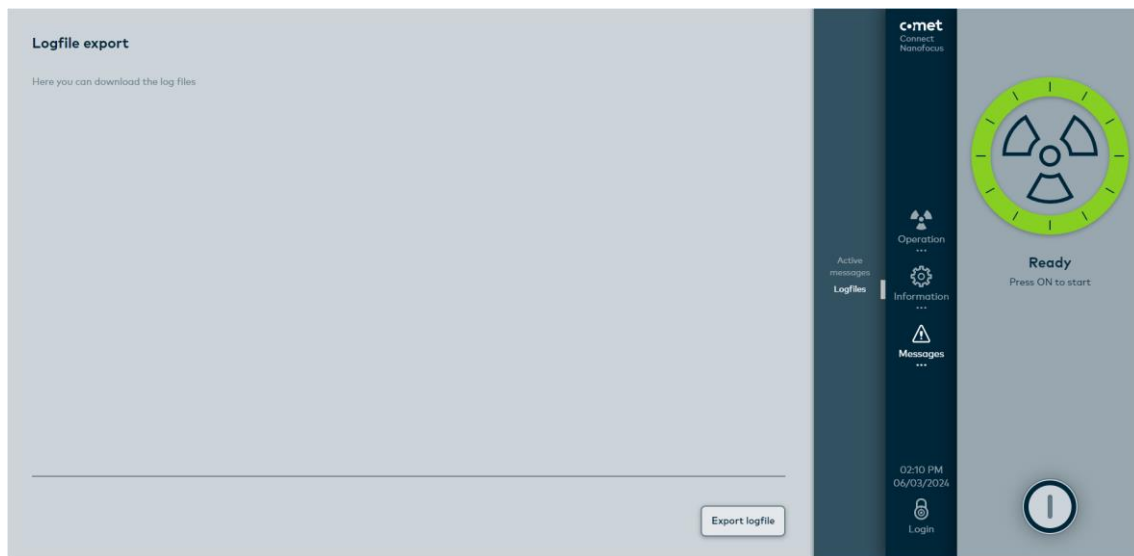 Logfile export
Here you can download the log files
Export logfile
Active
messages
Logfiles
comet
Connect
Nanofocus
Operation
Information
Messages
02:10 PM
06/03/2024
Login
Ready
Press ON to start